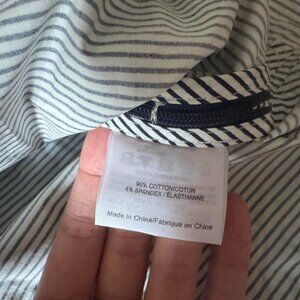 96% COTTON/COTON
4% SPANDEX/ÉLASTHANNE
Made in China/Fabriqué en Chine